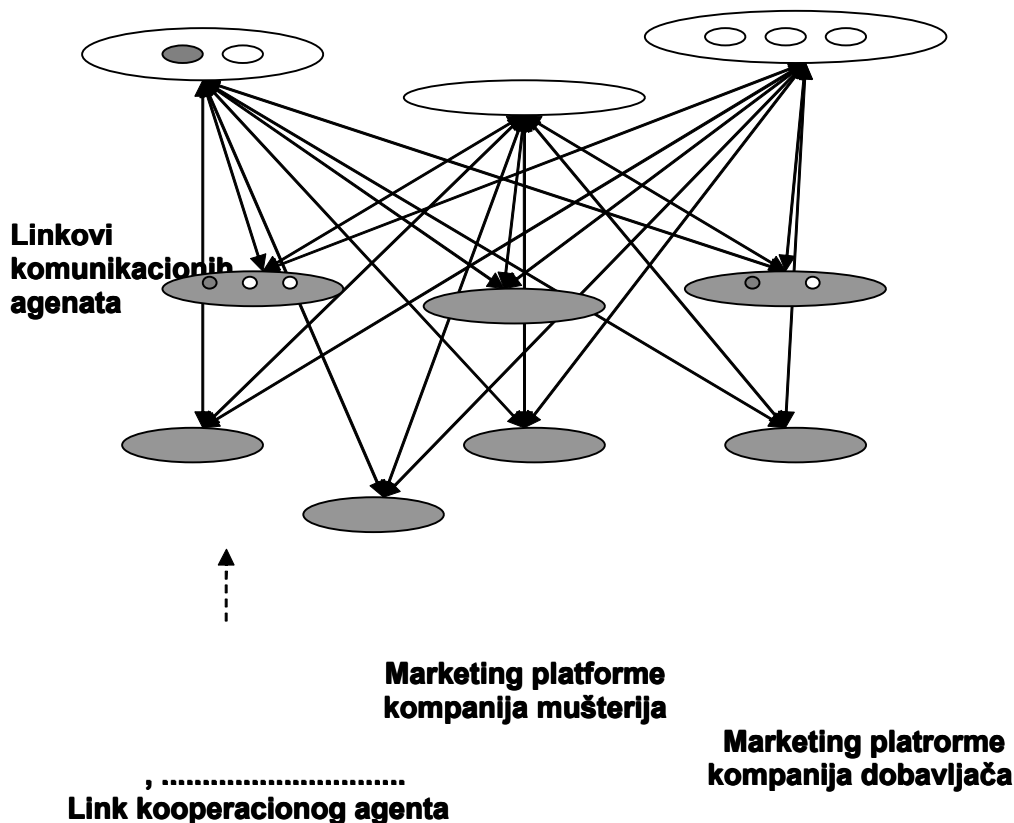 Linkovi
komunikacionih
agenata
Marketing platforme
kompanija mušterija
Marketing platrorme
kompanija dobavljača
, ..............................
Link kooperacionog agenta